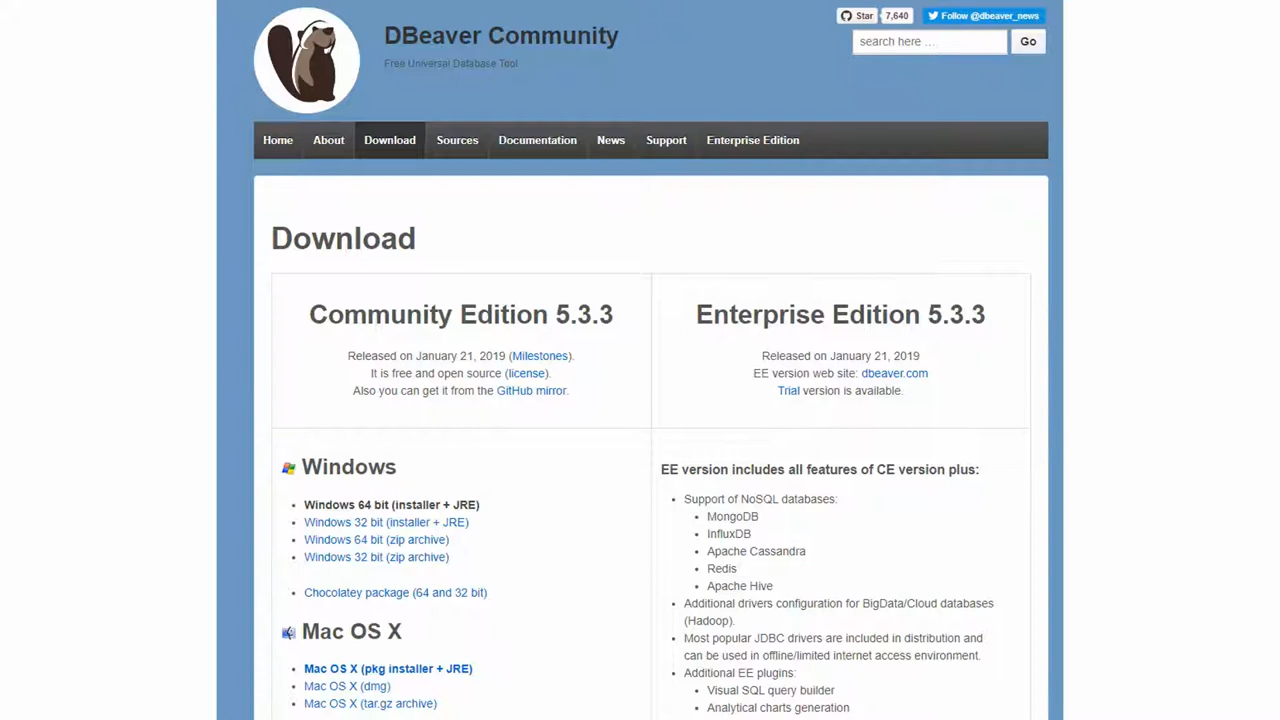 Star 7,640 Follow @dbeaver_news
DBeaver Community
Free Universal Database Tool
search here .... Go
Home About Download Sources Documentation News Support Enterprise Edition
Download
Community Edition 5.3.3
Released on January 21, 2019 (Milestones).
It is free and open source (license).
Also you can get it from the GitHub mirror.
Enterprise Edition 5.3.3
Released on January 21, 2019
EE version web site: dbeaver.com
Trial version is available.
Windows
Windows 64 bit (installer + JRE)
Windows 32 bit (installer + JRE)
Windows 64 bit (zip archive)
Windows 32 bit (zip archive)
Chocolatey package (64 and 32 bit)
Mac OS X
Mac OS X (pkg installer + JRE)
Mac OS X (dmg)
Mac OS X (tar.gz archive)
EE version includes all features of CE version plus:
Support of NoSQL databases:
MongoDB
InfluxDB
Apache Cassandra
Redis
Apache Hive
Additional drivers configuration for BigData/Cloud databases
(Hadoop).
Most popular JDBC drivers are included in distribution and
can be used in offline/limited internet access environment.
Additional EE plugins:
Visual SQL query builder
Analytical charts generation